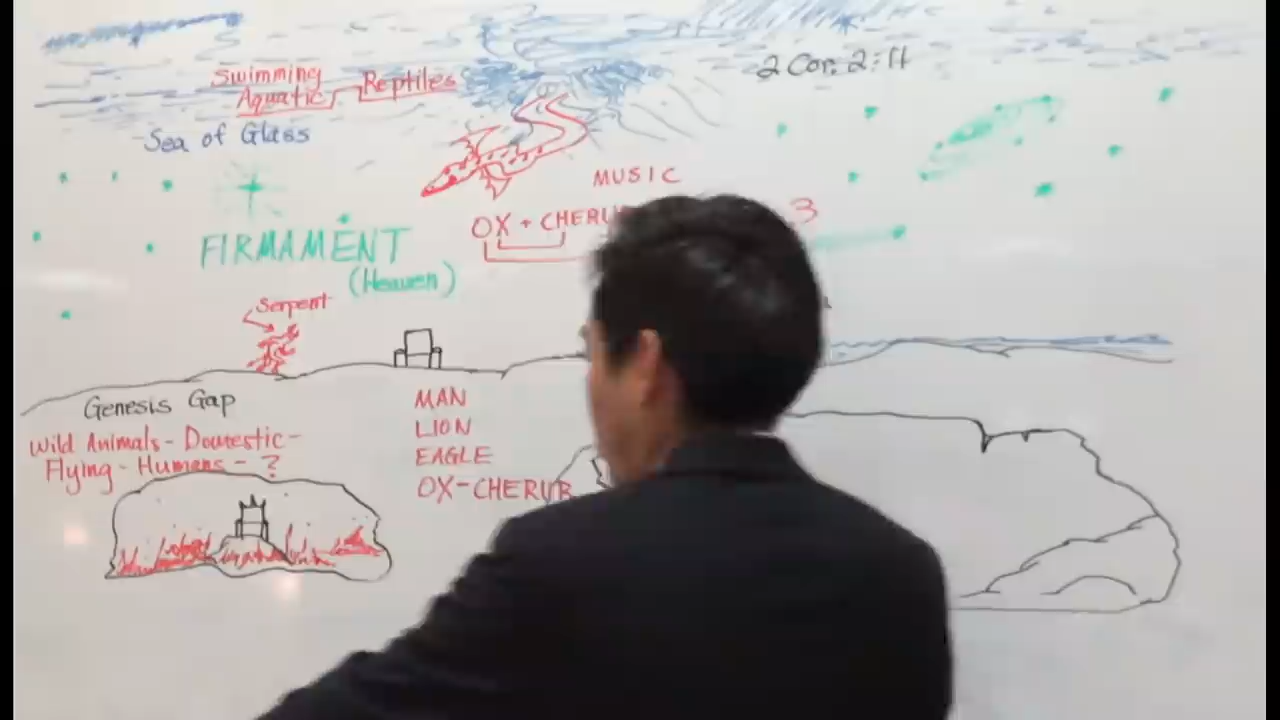 2 Cor. 2:11
Swimming
Aquatic, Reptiles
Sea of Glass
MUSIC
OX + CHERU
3
FIRMAMENT
(Heaven)
Serpent
Genesis Gap
Wild Animals - Domestic -
Flying - Humans - ?
MAN
LION
EAGLE
OX-CHERUB